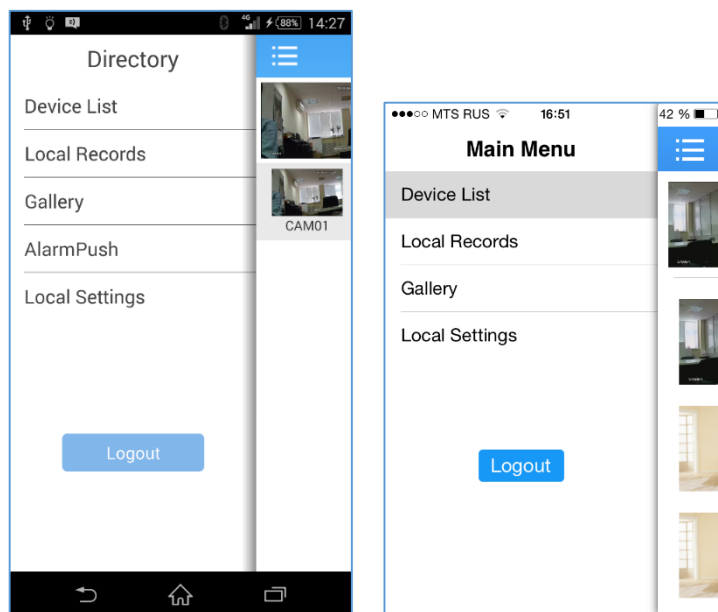 4G 88% 14:27
Directory
Device List
Local Records
Gallery
AlarmPush
Local Settings
Logout
CAM01
MTS RUS 16:51 42 %
Main Menu
Device List
Local Records
Gallery
Local Settings
Logout